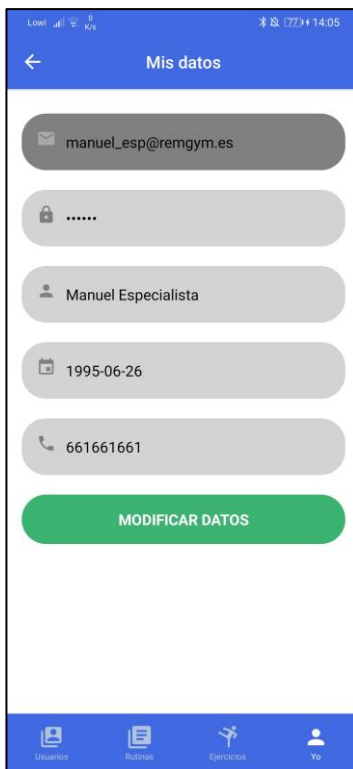 Lowi 0 K/s 77 14:05
Mis datos
manuel_esp@remgym.es
••••••
Manuel Especialista
1995-06-26
661661661
MODIFICAR DATOS
Usuarios Rutinas Ejercicios Yo